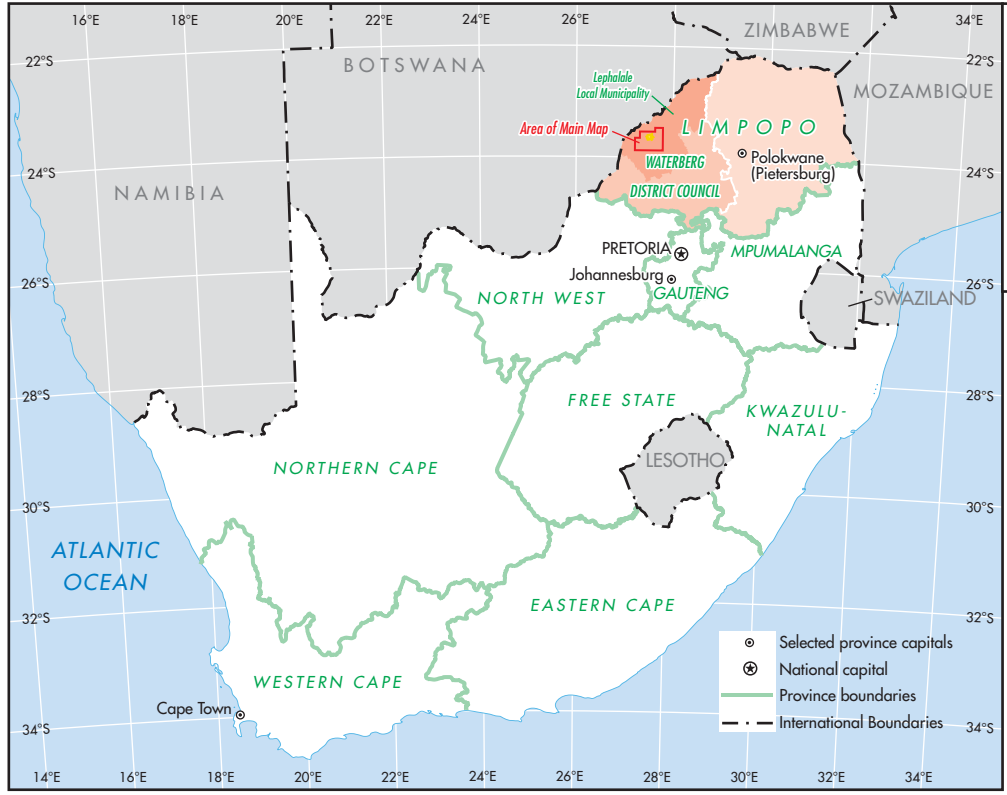 16°E 18°E 20°E 22°E 24°E 26°E 28°E 34°E
ZIMBABWE
22°S
BOTSWANA
22°S
Lephalale
Local Municipality
MOZAMBIQUE
Area of Main Map
LIMPOPO
Polokwane
(Pietersburg)
WATERBERG
24°S
24°S
NAMIBIA
DISTRICT COUNCIL
PRETORIA
MPUMALANGA
Johannesburg
26°S
26°S
NORTH WEST
GAUTENG
SWAZILAND
28°S
28°S
FREE STATE
KWAZULU-
NATAL
NORTHERN CAPE
LESOTHO
30°S
30°S
ATLANTIC
OCEAN
EASTERN CAPE
32°S
32°S
Selected province capitals
National capital
WESTERN CAPE
Province boundaries
Cape Town
International Boundaries
34°S
34°S
14°E 16°E 18°E 20°E 22°E 24°E 26°E 28°E 30°E 32°E